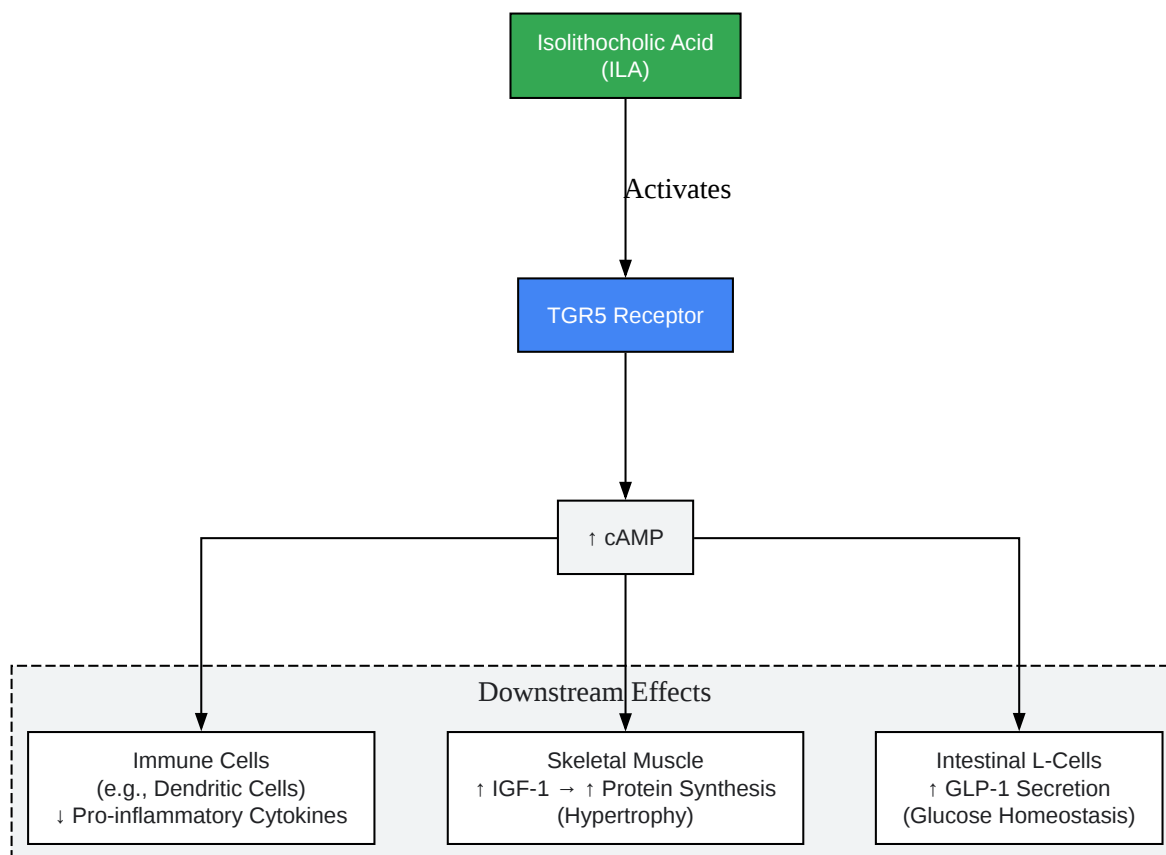 Isolithocholic Acid
(ILA)
Activates
TGR5 Receptor
↑ cAMP
Downstream Effects
Immune Cells
(e.g., Dendritic Cells)
↓ Pro-inflammatory Cytokines
Skeletal Muscle
↑ IGF-1 → ↑ Protein Synthesis
(Hypertrophy)
Intestinal L-Cells
↑ GLP-1 Secretion
(Glucose Homeostasis)